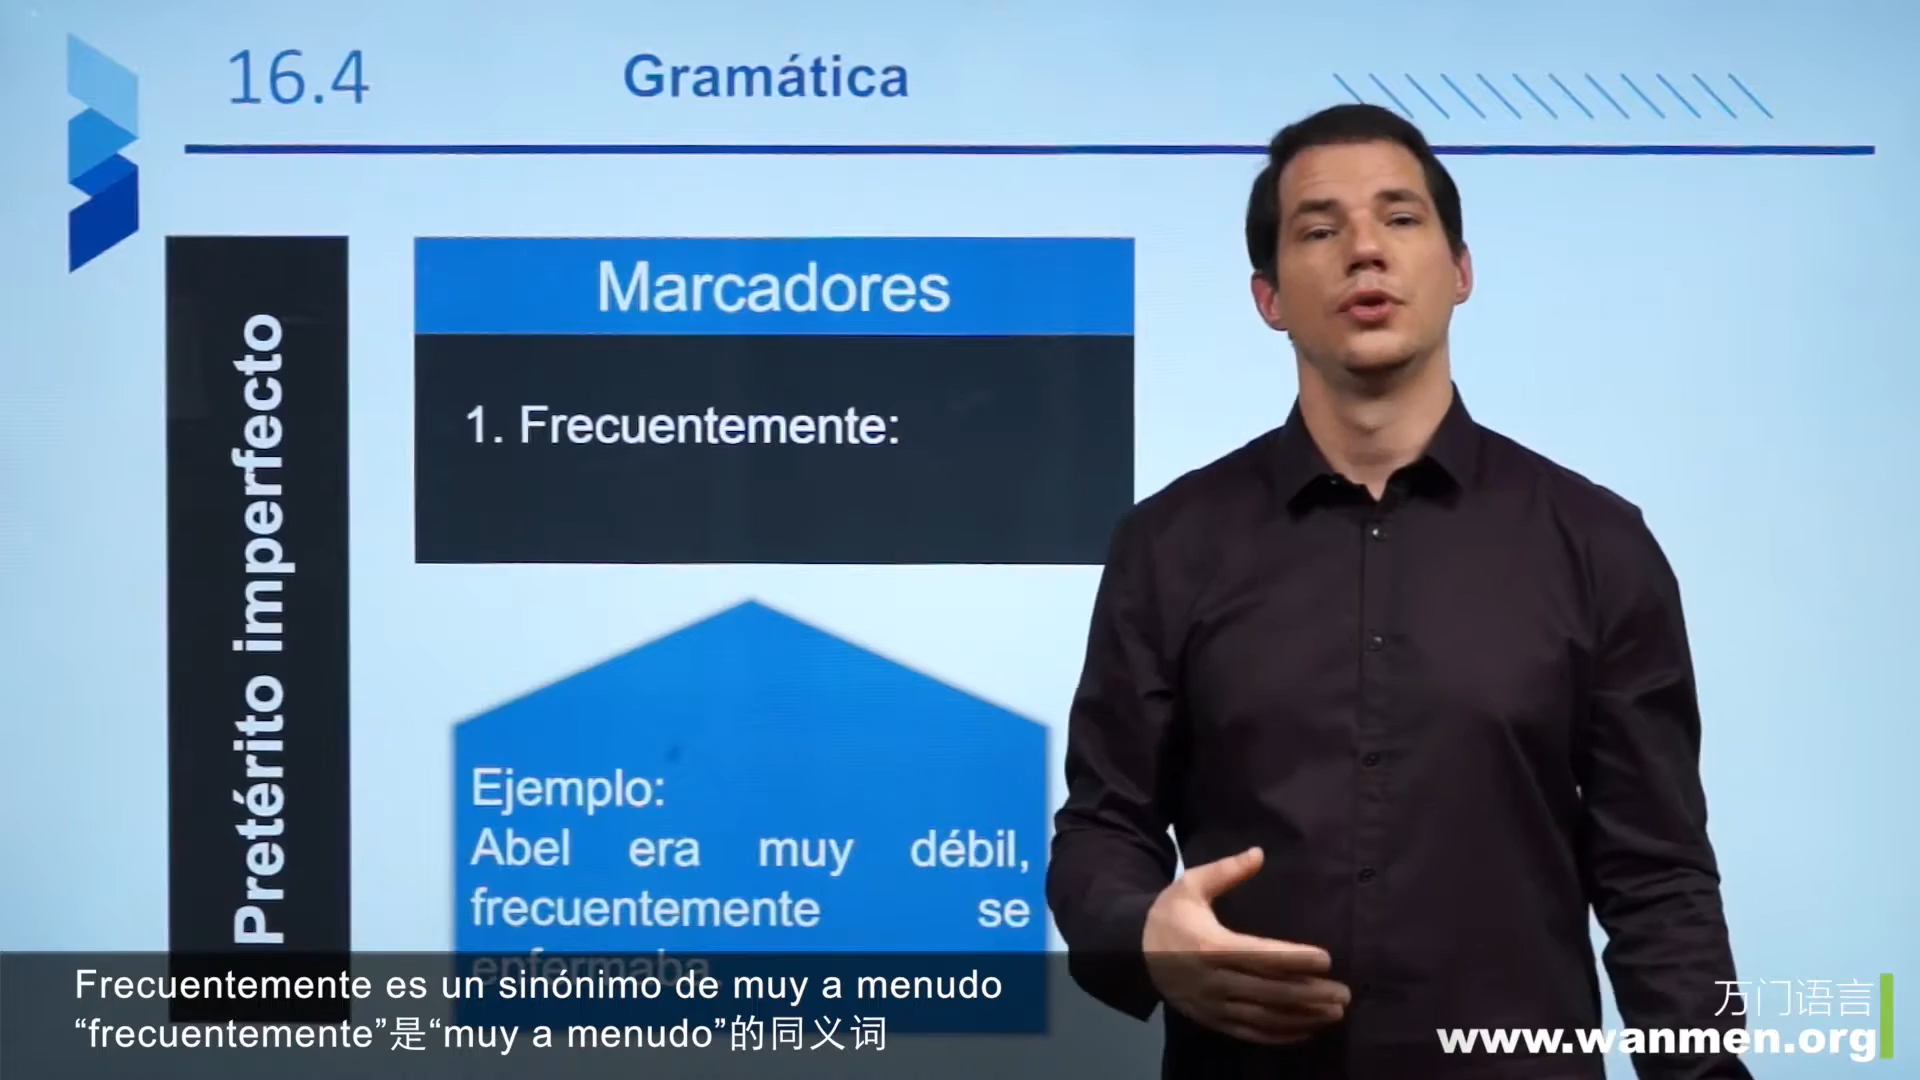 16.4
Gramática
Pretérito imperfecto
Marcadores
1. Frecuentemente:
Ejemplo:
Abel era muy débil,
frecuentemente se
enfermaba.
Frecuentemente es un sinónimo de muy a menudo
“frecuentemente”是“muy a menudo”的同义词
万门语言
www.wanmen.org